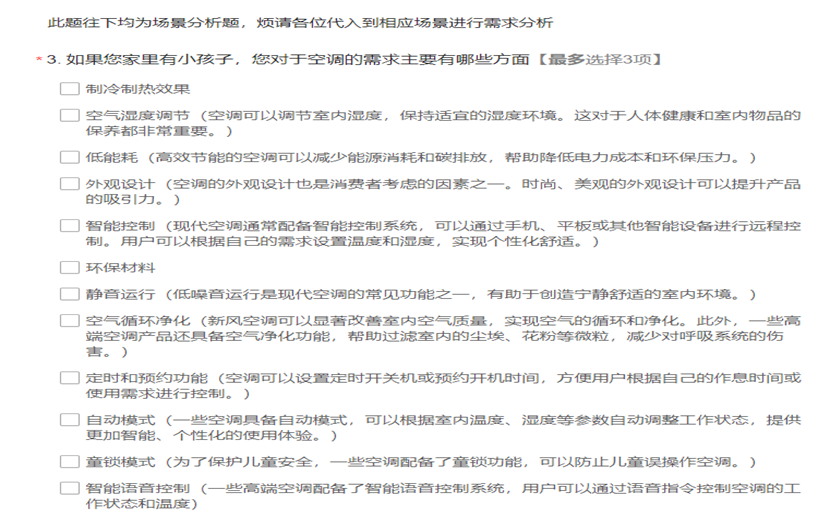 此题往下均为场景分析题，烦请各位代入到相应场景进行需求分析
* 3. 如果您家里有小孩子，您对于空调的需求主要有哪些方面【最多选择3项】
制冷制热效果
空气湿度调节（空调可以调节室内湿度，保持适宜的湿度环境。这对于人体健康和室内物品的
保养都非常重要。）
低能耗（高效节能的空调可以减少能源消耗和碳排放，帮助降低电力成本和环保压力。）
外观设计（空调的外观设计也是消费者考虑的因素之一。时尚、美观的外观设计可以提升产品
的吸引力。）
智能控制（现代空调通常配备智能控制系统，可以通过手机、平板或其他智能设备进行远程控
制。用户可以根据自己的需求设置温度和湿度，实现个性化舒适。）
环保材料
静音运行（低噪音运行是现代空调的常见功能之一，有助于创造宁静舒适的室内环境。）
空气循环净化（新风空调可以显著改善室内空气质量，实现空气的循环和净化。此外，一些高
端空调产品还具备空气净化功能，帮助过滤室内的尘埃、花粉等微粒，减少对呼吸系统的伤
害。）
定时和预约功能（空调可以设置定时开关机或预约开机时间，方便用户根据自己的作息时间或
使用需求进行控制。）
自动模式（一些空调具备自动模式，可以根据室内温度、湿度等参数自动调整工作状态，提供
更加智能、个性化的使用体验。）
童锁模式（为了保护儿童安全，一些空调配备了童锁功能，可以防止儿童误操作空调。）
智能语音控制（一些高端空调配备了智能语音控制系统，用户可以通过语音指令控制空调的工
作状态和温度）